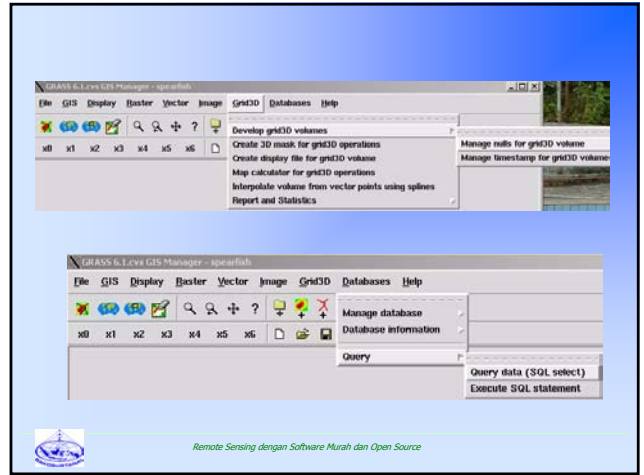 GRASS 6.1.cvs GIS Manager - spearfish
File GIS Display Raster Vector Image Grid3D Databases Help
x0 x1 x2 x3 x4 x5 x6
Develop grid3D volumes
Create 3D mask for grid3D operations
Create display file for grid3D volume
Map calculator for grid3D operations
Interpolate volume from vector points using splines
Report and Statistics
Manage nulls for grid3D volume
Manage timestamp for grid3D volume
GRASS 6.1.cvs GIS Manager - spearfish
File GIS Display Raster Vector Image Grid3D Databases Help
x0 x1 x2 x3 x4 x5 x6
Manage database
Database information
Query
Query data (SQL select)
Execute SQL statement
Remote Sensing dengan Software Murah dan Open Source